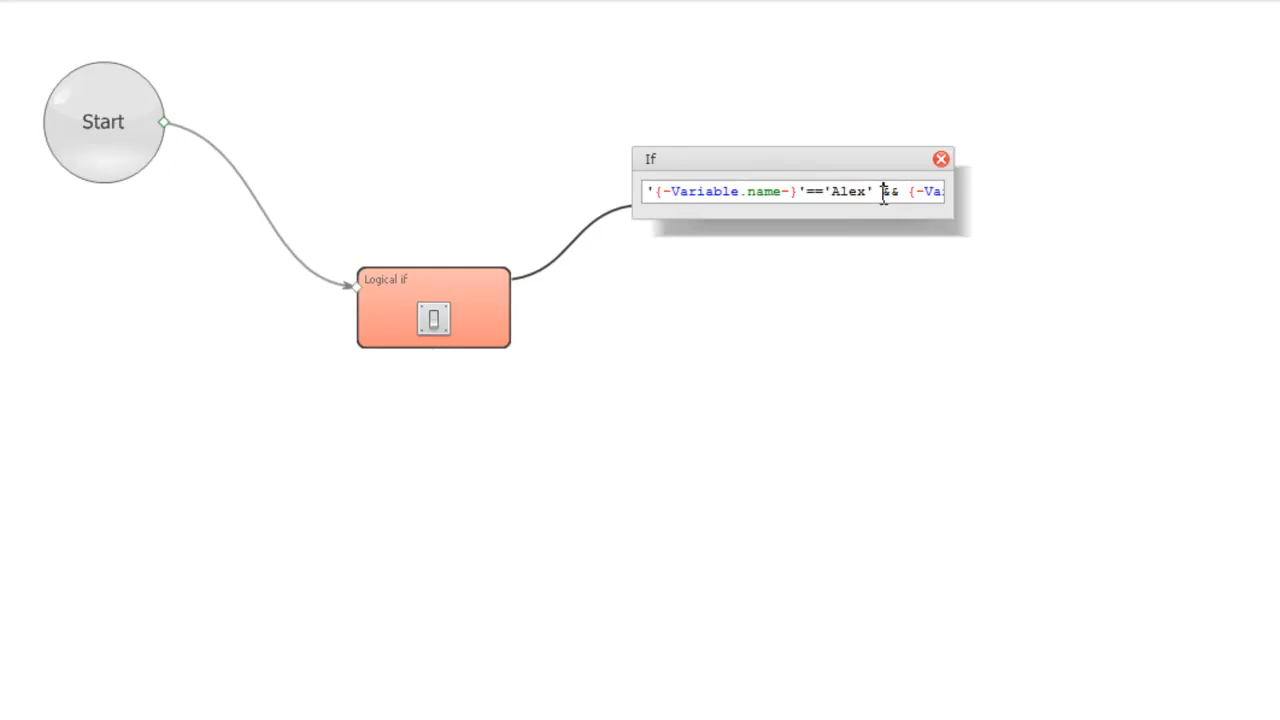 Start
If
'{-Variable.name-}'=='Alex' && {-Va
Logical if